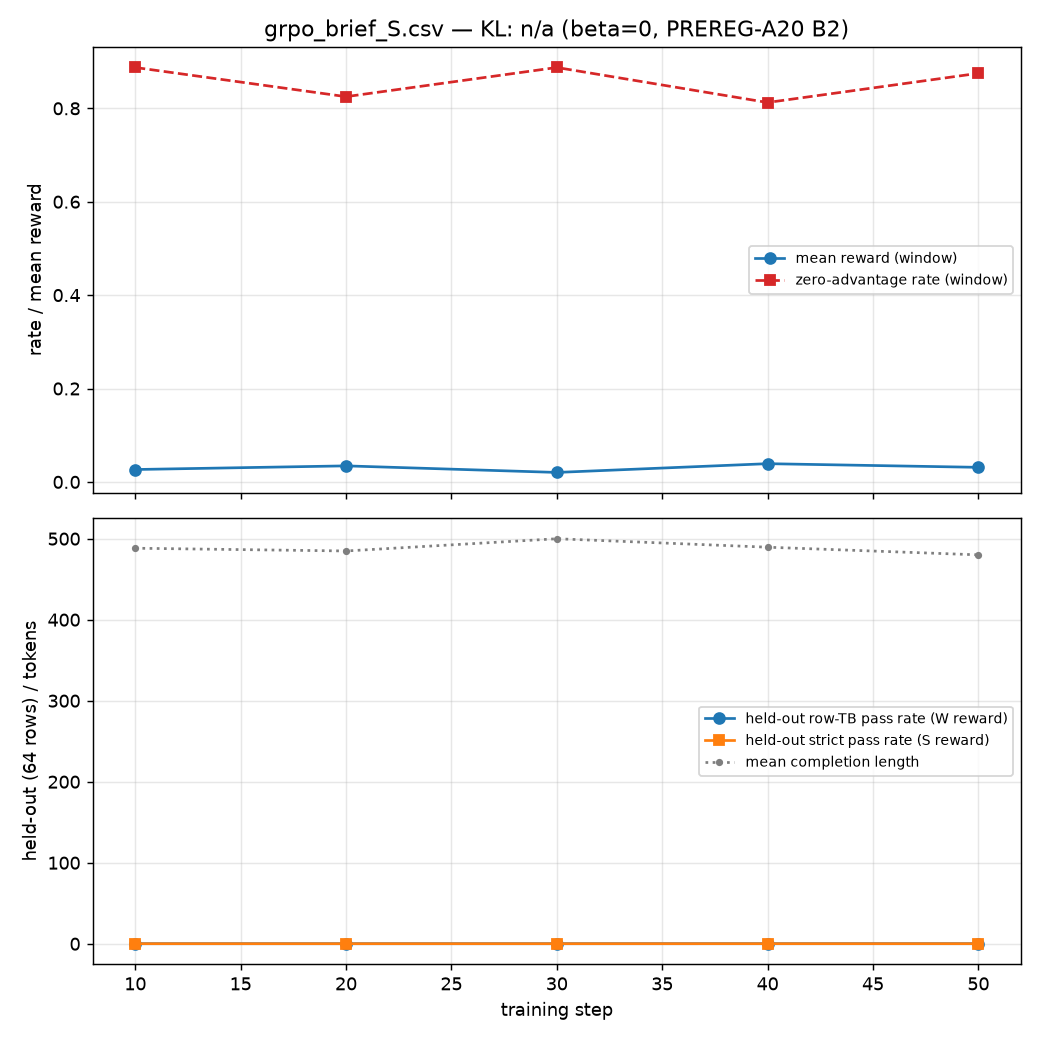 grpo_brief_S.csv — KL: n/a (beta=0, PREREG-A20 B2)
rate / mean reward
0.8
0.6
0.4
0.2
0.0
mean reward (window)
zero-advantage rate (window)
held-out (64 rows) / tokens
500
400
300
200
100
0
held-out row-TB pass rate (W reward)
held-out strict pass rate (S reward)
mean completion length
10 15 20 25 30 35 40 45 50
training step